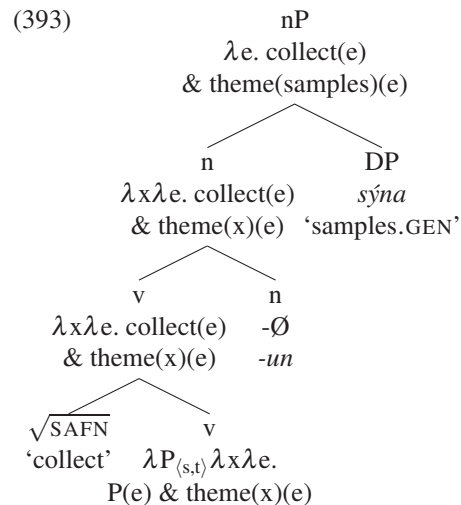 (393) nP
λe. collect(e)
& theme(samples)(e)
n DP
λxλe. collect(e) sýna
& theme(x)(e) ‘samples.GEN’
v n
λxλe. collect(e) -Ø
& theme(x)(e) -un
√SAFN v
‘collect’ λP⟨s,t⟩λxλe.
P(e) & theme(x)(e)